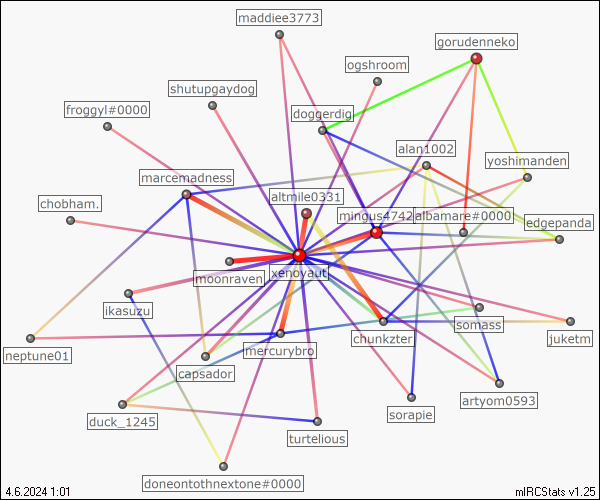 maddiee3773
gorudenneko
ogshroom
shutupgaydog
froggyl#0000
doggerdig
alan1002
yoshimanden
marcemadness
altmile0331
chobham.
mingus4742
albamare#0000
edgepanda
xenoyaut
moonraven
ikasuzu
somass
juketm
neptune01
mercurybro
chunkzter
capsador
artyom0593
sorapie
duck_1245
turtelious
doneontothnextone#0000
4.6.2024 1:01
mIRCStats v1.25